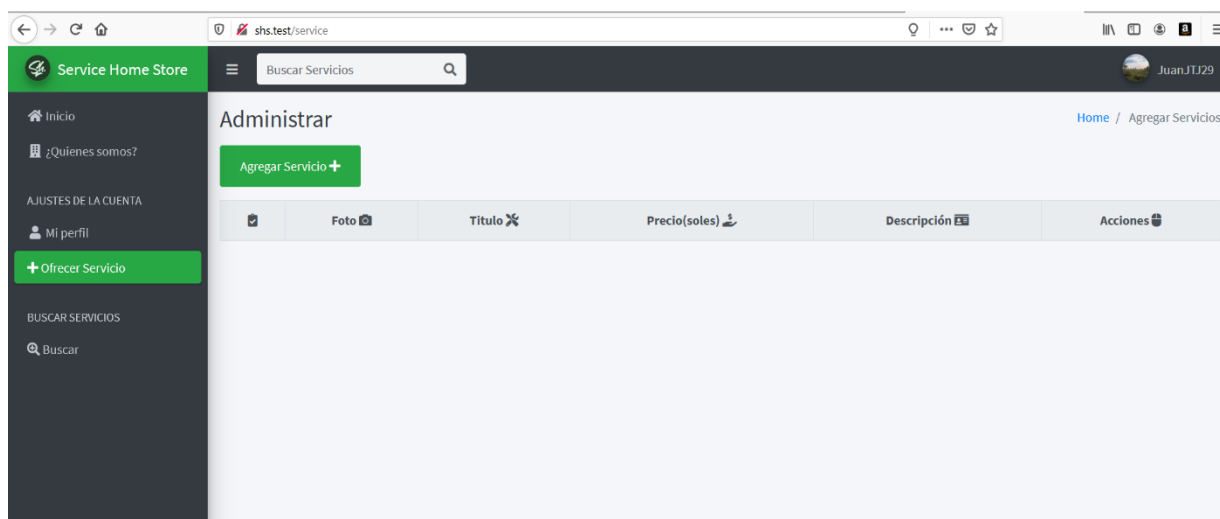 shs.test/service
Service Home Store
Buscar Servicios
JuanJTJ29
Inicio
¿Quienes somos?
AJUSTES DE LA CUENTA
Mi perfil
Ofrecer Servicio
BUSCAR SERVICIOS
Buscar
Administrar
Home / Agregar Servicios
Agregar Servicio
Foto Titulo Precio(soles) Descripción Acciones